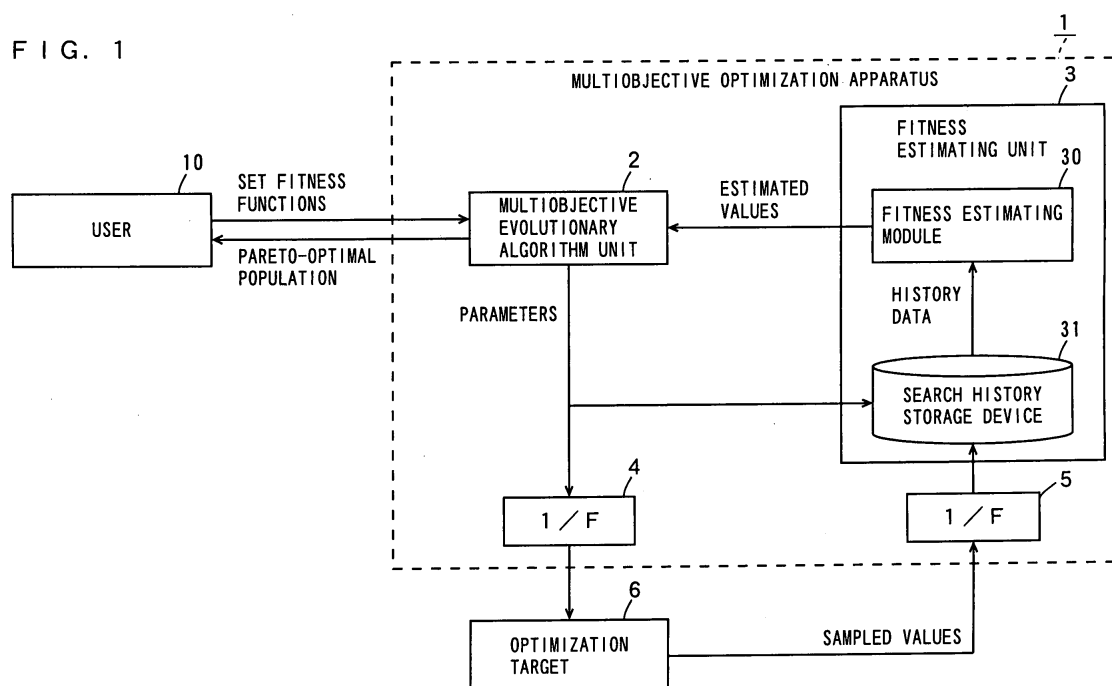 FIG. 1
1
MULTIOBJECTIVE OPTIMIZATION APPARATUS
3
FITNESS
ESTIMATING UNIT
10
USER
SET FITNESS
FUNCTIONS
PARETO-OPTIMAL
POPULATION
2
MULTIOBJECTIVE
EVOLUTIONARY
ALGORITHM UNIT
ESTIMATED
VALUES
30
FITNESS ESTIMATING
MODULE
PARAMETERS
HISTORY
DATA
31
SEARCH HISTORY
STORAGE DEVICE
4
1/F
5
1/F
6
OPTIMIZATION
TARGET
SAMPLED VALUES